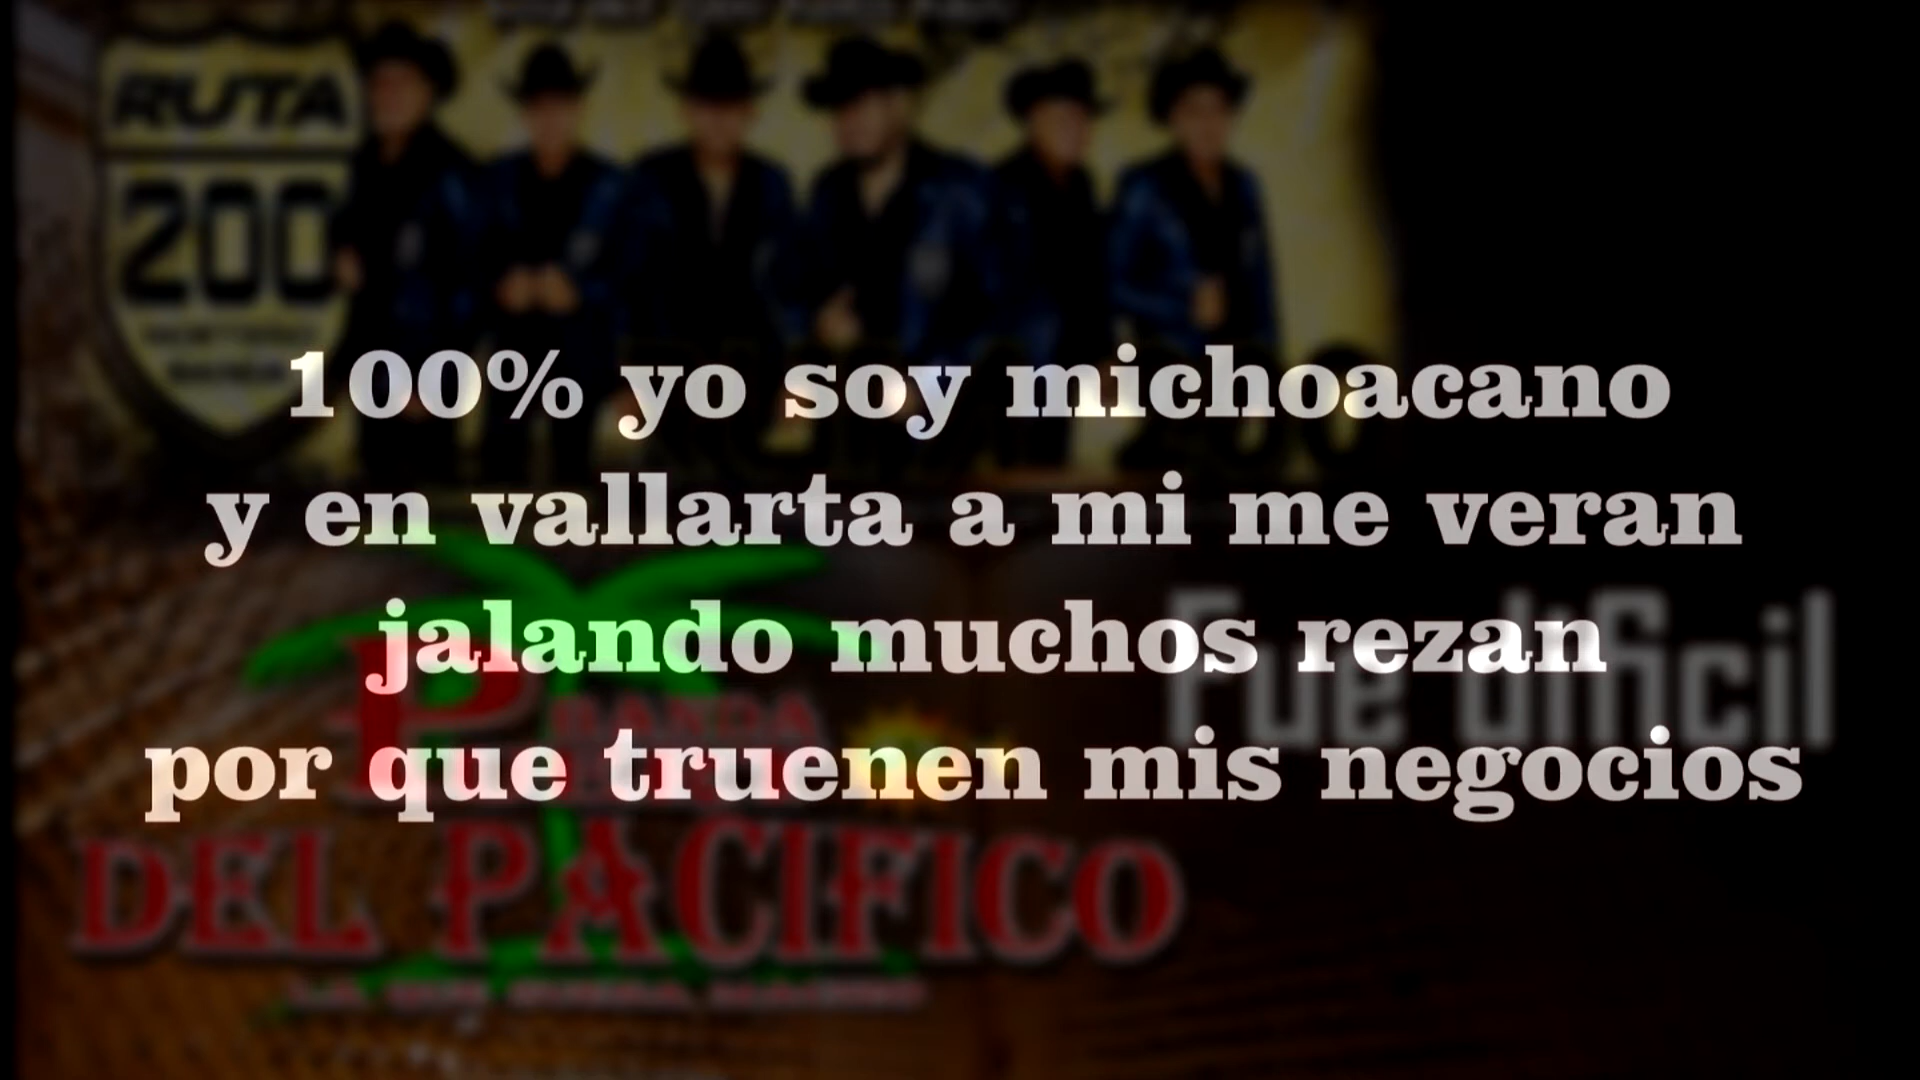 RUTA
200
100% yo soy michoacano
y en vallarta a mi me veran
jalando muchos rezan
por que truenen mis negocios
Fue dificil
BANDA
DEL PACIFICO